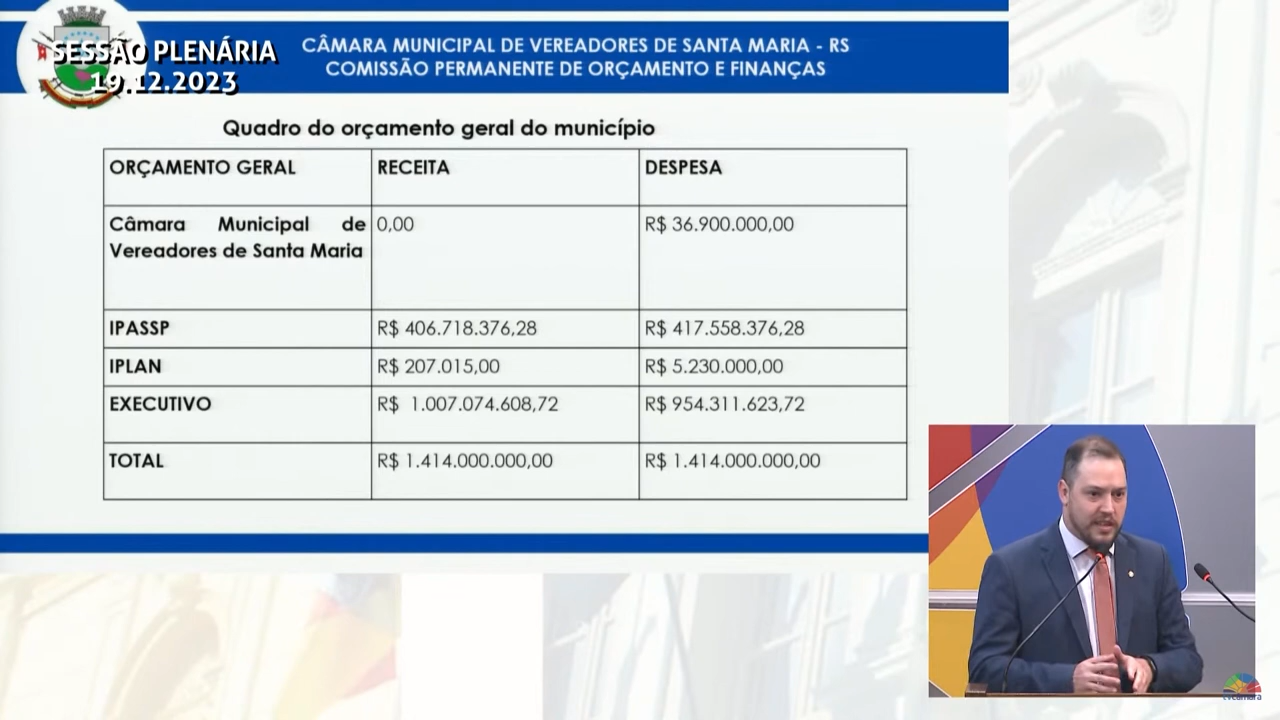 SESSÃO PLENÁRIA
19.12.2023
CÂMARA MUNICIPAL DE VEREADORES DE SANTA MARIA - RS
COMISSÃO PERMANENTE DE ORÇAMENTO E FINANÇAS
Quadro do orçamento geral do município
ORÇAMENTO GERAL RECEITA DESPESA
Câmara Municipal de 0,00 R$ 36.900.000,00
Vereadores de Santa Maria
IPASSP R$ 406.718.376,28 R$ 417.558.376,28
IPLAN R$ 207.015,00 R$ 5.230.000,00
EXECUTIVO R$ 1.007.074.608,72 R$ 954.311.623,72
TOTAL R$ 1.414.000.000,00 R$ 1.414.000.000,00
tvcâmara